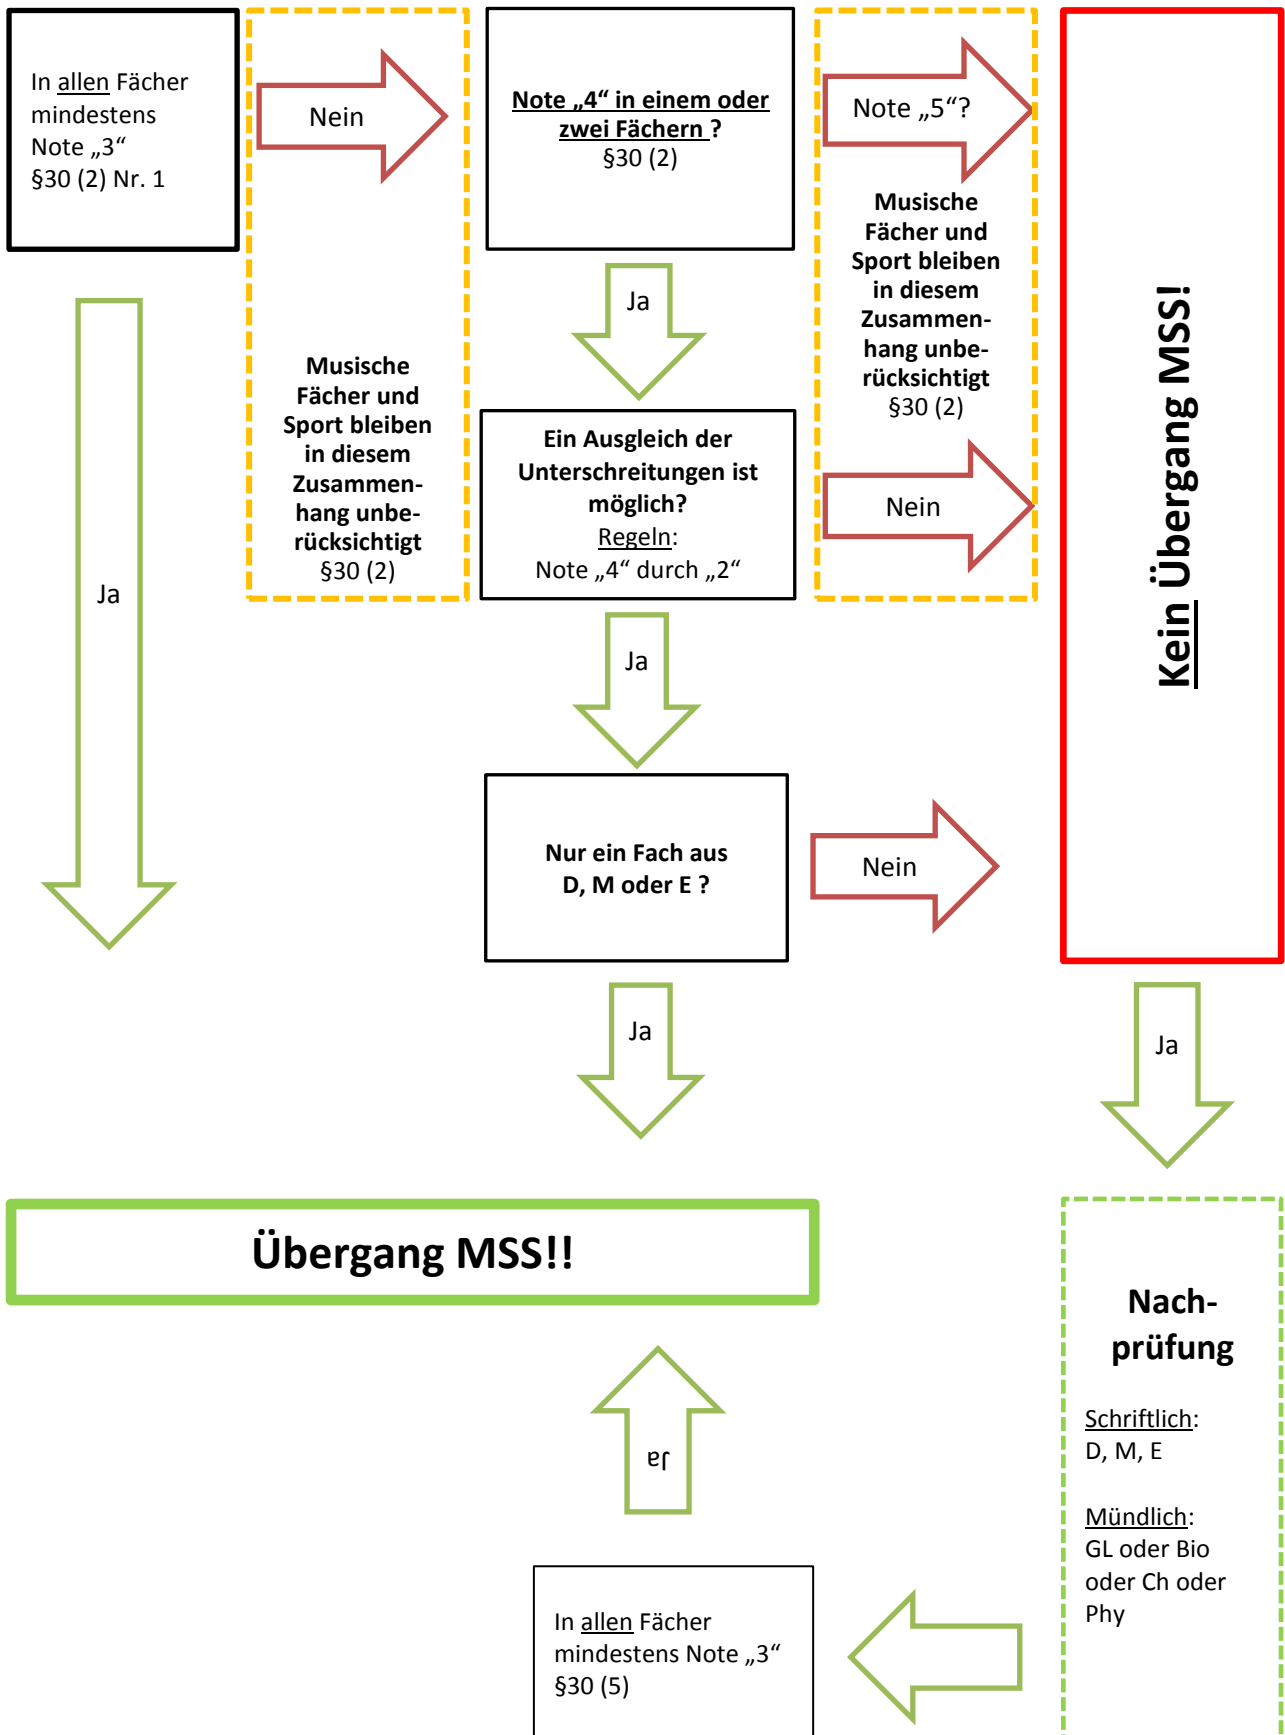 In allen Fächer
mindestens
Note „3“
§30 (2) Nr. 1
Nein
Note „4“ in einem oder
zwei Fächern ?
§30 (2)
Note „5“?
Musische
Fächer und
Sport bleiben
in diesem
Zusammen-
hang unbe-
rücksichtigt
§30 (2)
Kein Übergang MSS!
Ja
Musische
Fächer und
Sport bleiben
in diesem
Zusammen-
hang unbe-
rücksichtigt
§30 (2)
Ein Ausgleich der
Unterschreitungen ist
möglich?
Regeln:
Note „4“ durch „2“
Nein
Ja
Ja
Nur ein Fach aus
D, M oder E ?
Nein
Ja
Ja
Übergang MSS!!
Nach-
prüfung
Schriftlich:
D, M, E
Mündlich:
GL oder Bio
oder Ch oder
Phy
Ja
In allen Fächer
mindestens Note „3“
§30 (5)